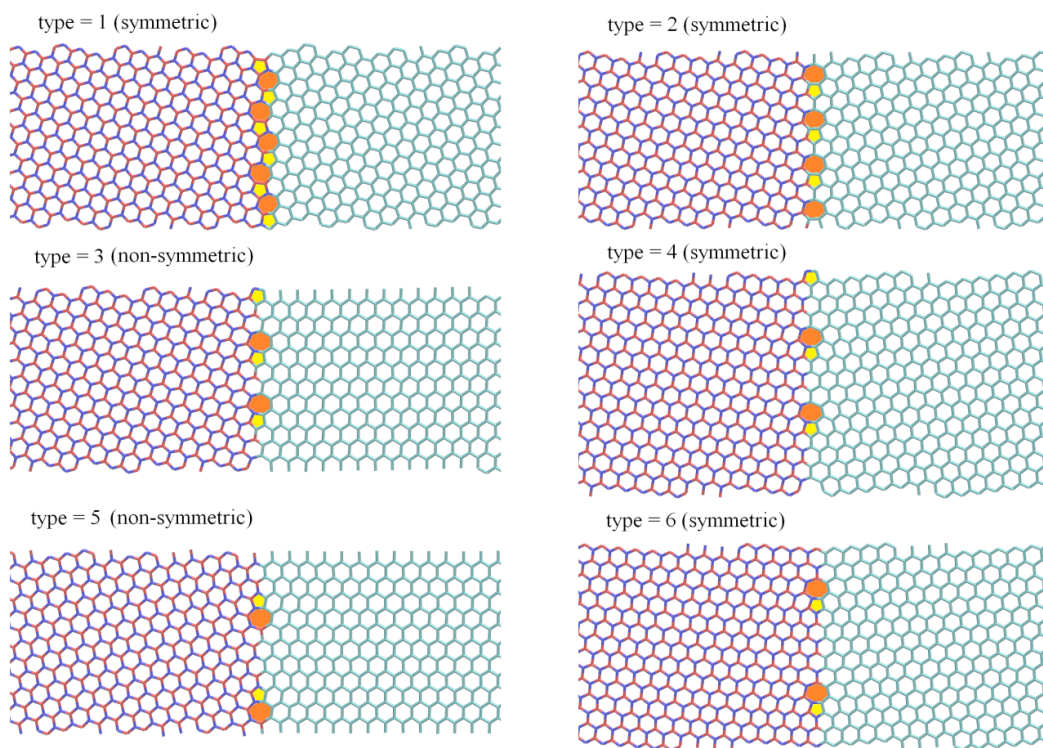 type = 1 (symmetric)
type = 2 (symmetric)
type = 3 (non-symmetric)
type = 4 (symmetric)
type = 5 (non-symmetric)
type = 6 (symmetric)